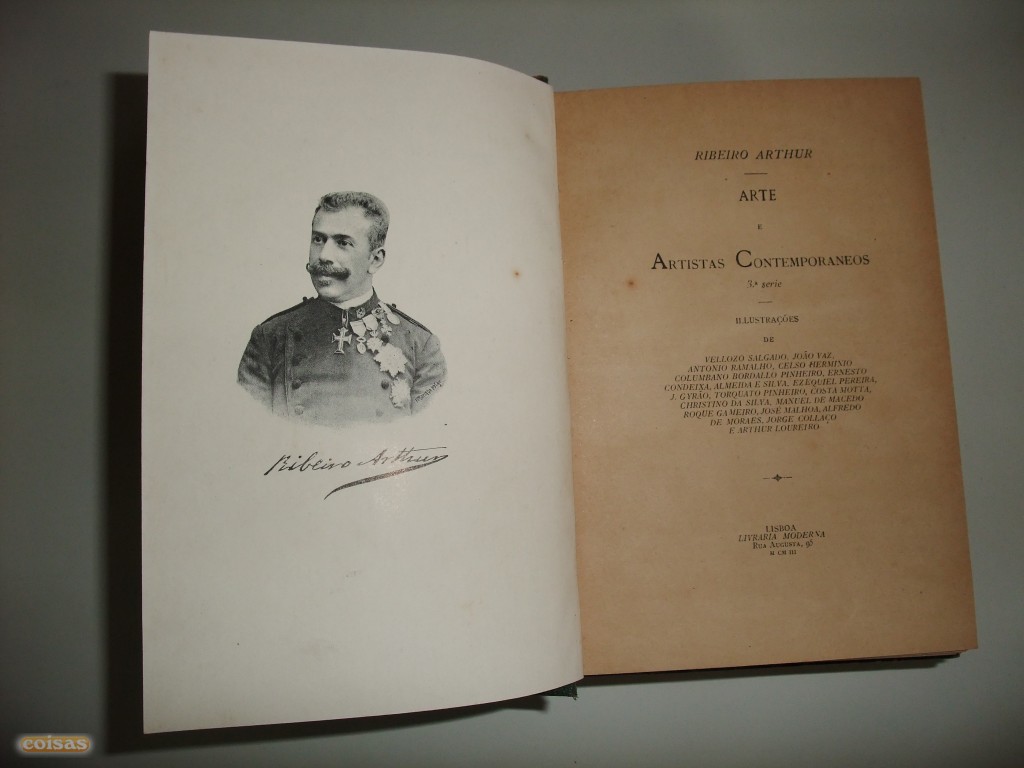 Ribeiro Arthur
RIBEIRO ARTHUR
ARTE
E
ARTISTAS CONTEMPORANEOS
3.ª serie
ILLUSTRAÇÕES
DE
VELLOZO SALGADO, JOÃO VAZ,
ANTONIO RAMALHO, CELSO HERMINIO
COLUMBANO BORDALLO PINHEIRO, ERNESTO
CONDEIXA, ALMEIDA E SILVA, EZEQUIEL PEREIRA,
J. GYRÃO, TORQUATO PINHEIRO, COSTA MOTTA,
CHRISTINO DA SILVA, MANUEL DE MACEDO
ROQUE GAMEIRO, JOSÉ MALHOA, ALFREDO
DE MORAES, JORGE COLLAÇO
E ARTHUR LOUREIRO
LISBOA
LIVRARIA MODERNA
RUA AUGUSTA, 95
M CM III
coisas